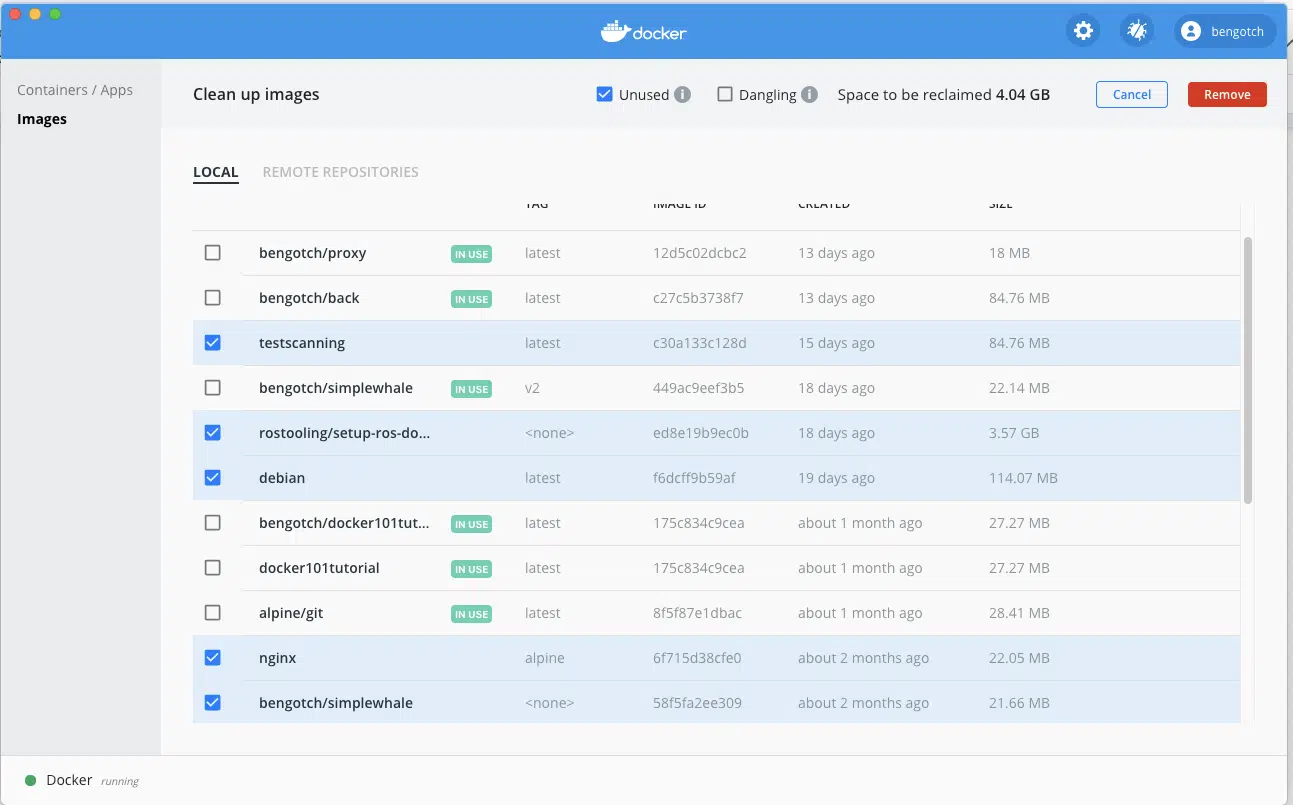 docker
bengotch
Containers / Apps
Images
Clean up images
Unused
Dangling
Space to be reclaimed 4.04 GB
Cancel
Remove
LOCAL REMOTE REPOSITORIES
TAG IMAGE ID CREATED SIZE
bengotch/proxy IN USE latest 12d5c02dcbc2 13 days ago 18 MB
bengotch/back IN USE latest c27c5b3738f7 13 days ago 84.76 MB
testscanning latest c30a133c128d 15 days ago 84.76 MB
bengotch/simplewhale IN USE v2 449ac9eef3b5 18 days ago 22.14 MB
rostooling/setup-ros-do... <none> ed8e19b9ec0b 18 days ago 3.57 GB
debian latest f6dcff9b59af 19 days ago 114.07 MB
bengotch/docker101tut... IN USE latest 175c834c9cea about 1 month ago 27.27 MB
docker101tutorial IN USE latest 175c834c9cea about 1 month ago 27.27 MB
alpine/git IN USE latest 8f5f87e1dbac about 1 month ago 28.41 MB
nginx alpine 6f715d38cfe0 about 2 months ago 22.05 MB
bengotch/simplewhale <none> 58f5fa2ee309 about 2 months ago 21.66 MB
Docker running